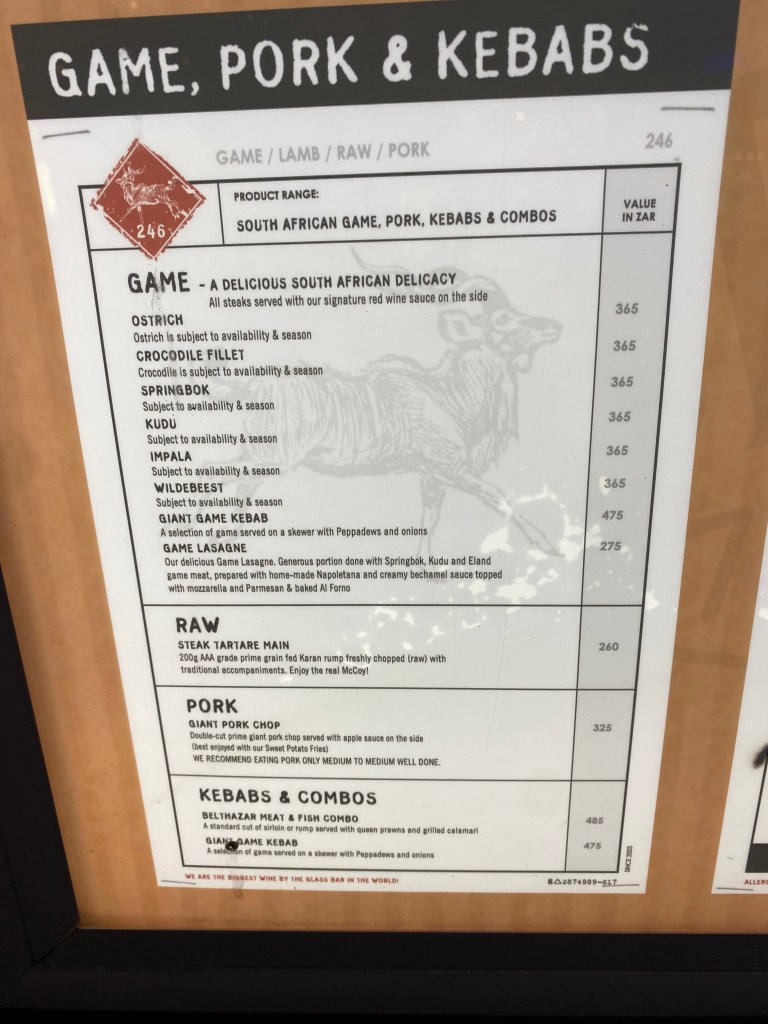 GAME, PORK & KEBABS
GAME / LAMB / RAW / PORK
246
246
PRODUCT RANGE:
SOUTH AFRICAN GAME, PORK, KEBABS & COMBOS
VALUE
IN ZAR
GAME - A DELICIOUS SOUTH AFRICAN DELICACY
All steaks served with our signature red wine sauce on the side
OSTRICH 365
Ostrich is subject to availability & season
CROCODILE FILLET 365
Crocodile is subject to availability & season
SPRINGBOK 365
Subject to availability & season
KUDU 365
Subject to availability & season
IMPALA 365
Subject to availability & season
WILDEBEEST 365
Subject to availability & season
GIANT GAME KEBAB 475
A selection of game served on a skewer with Peppadews and onions
GAME LASAGNE 275
Our delicious Game Lasagne. Generous portion done with Springbok, Kudu and Eland
game meat, prepared with home-made Napoletana and creamy bechamel sauce topped
with mozzarella and Parmesan & baked Al Forno
RAW
STEAK TARTARE MAIN 260
200g AAA grade prime grain fed Karan rump freshly chopped (raw) with
traditional accompaniments. Enjoy the real McCoy!
PORK
GIANT PORK CHOP 325
Double-cut prime giant pork chop served with apple sauce on the side
(best enjoyed with our Sweet Potato Fries)
WE RECOMMEND EATING PORK ONLY MEDIUM TO MEDIUM WELL DONE.
KEBABS & COMBOS
BELTHAZAR MEAT & FISH COMBO 485
A standard cut of sirloin or rump served with queen prawns and grilled calamari
GIANT GAME KEBAB 475
A selection of game served on a skewer with Peppadews and onions
SINCE 2003
WE ARE THE BIGGEST WINE BY THE GLASS BAR IN THE WORLD!